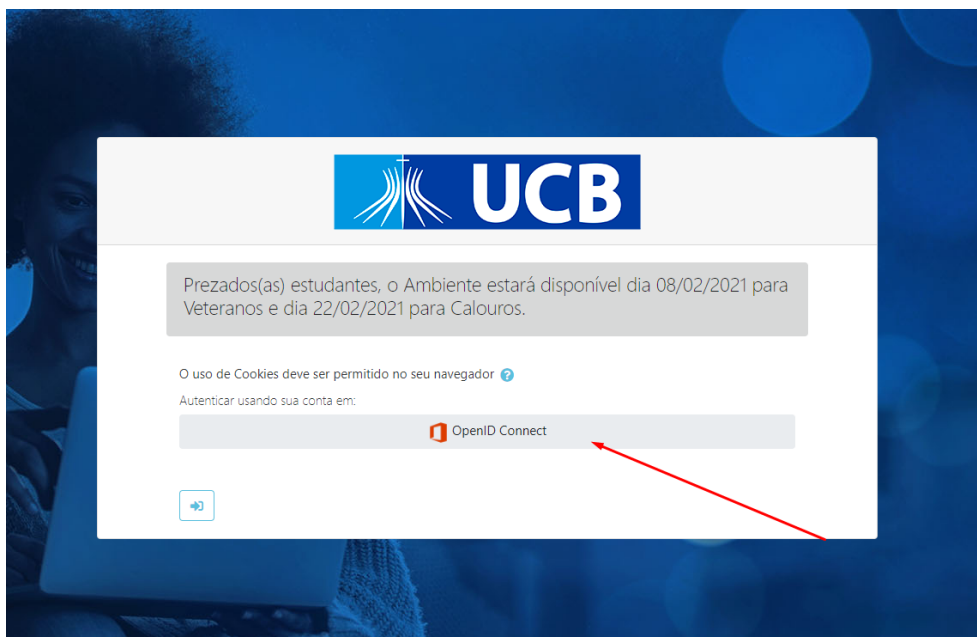 UCB
Prezados(as) estudantes, o Ambiente estará disponível dia 08/02/2021 para
Veteranos e dia 22/02/2021 para Calouros.
O uso de Cookies deve ser permitido no seu navegador ?
Autenticar usando sua conta em:
OpenID Connect